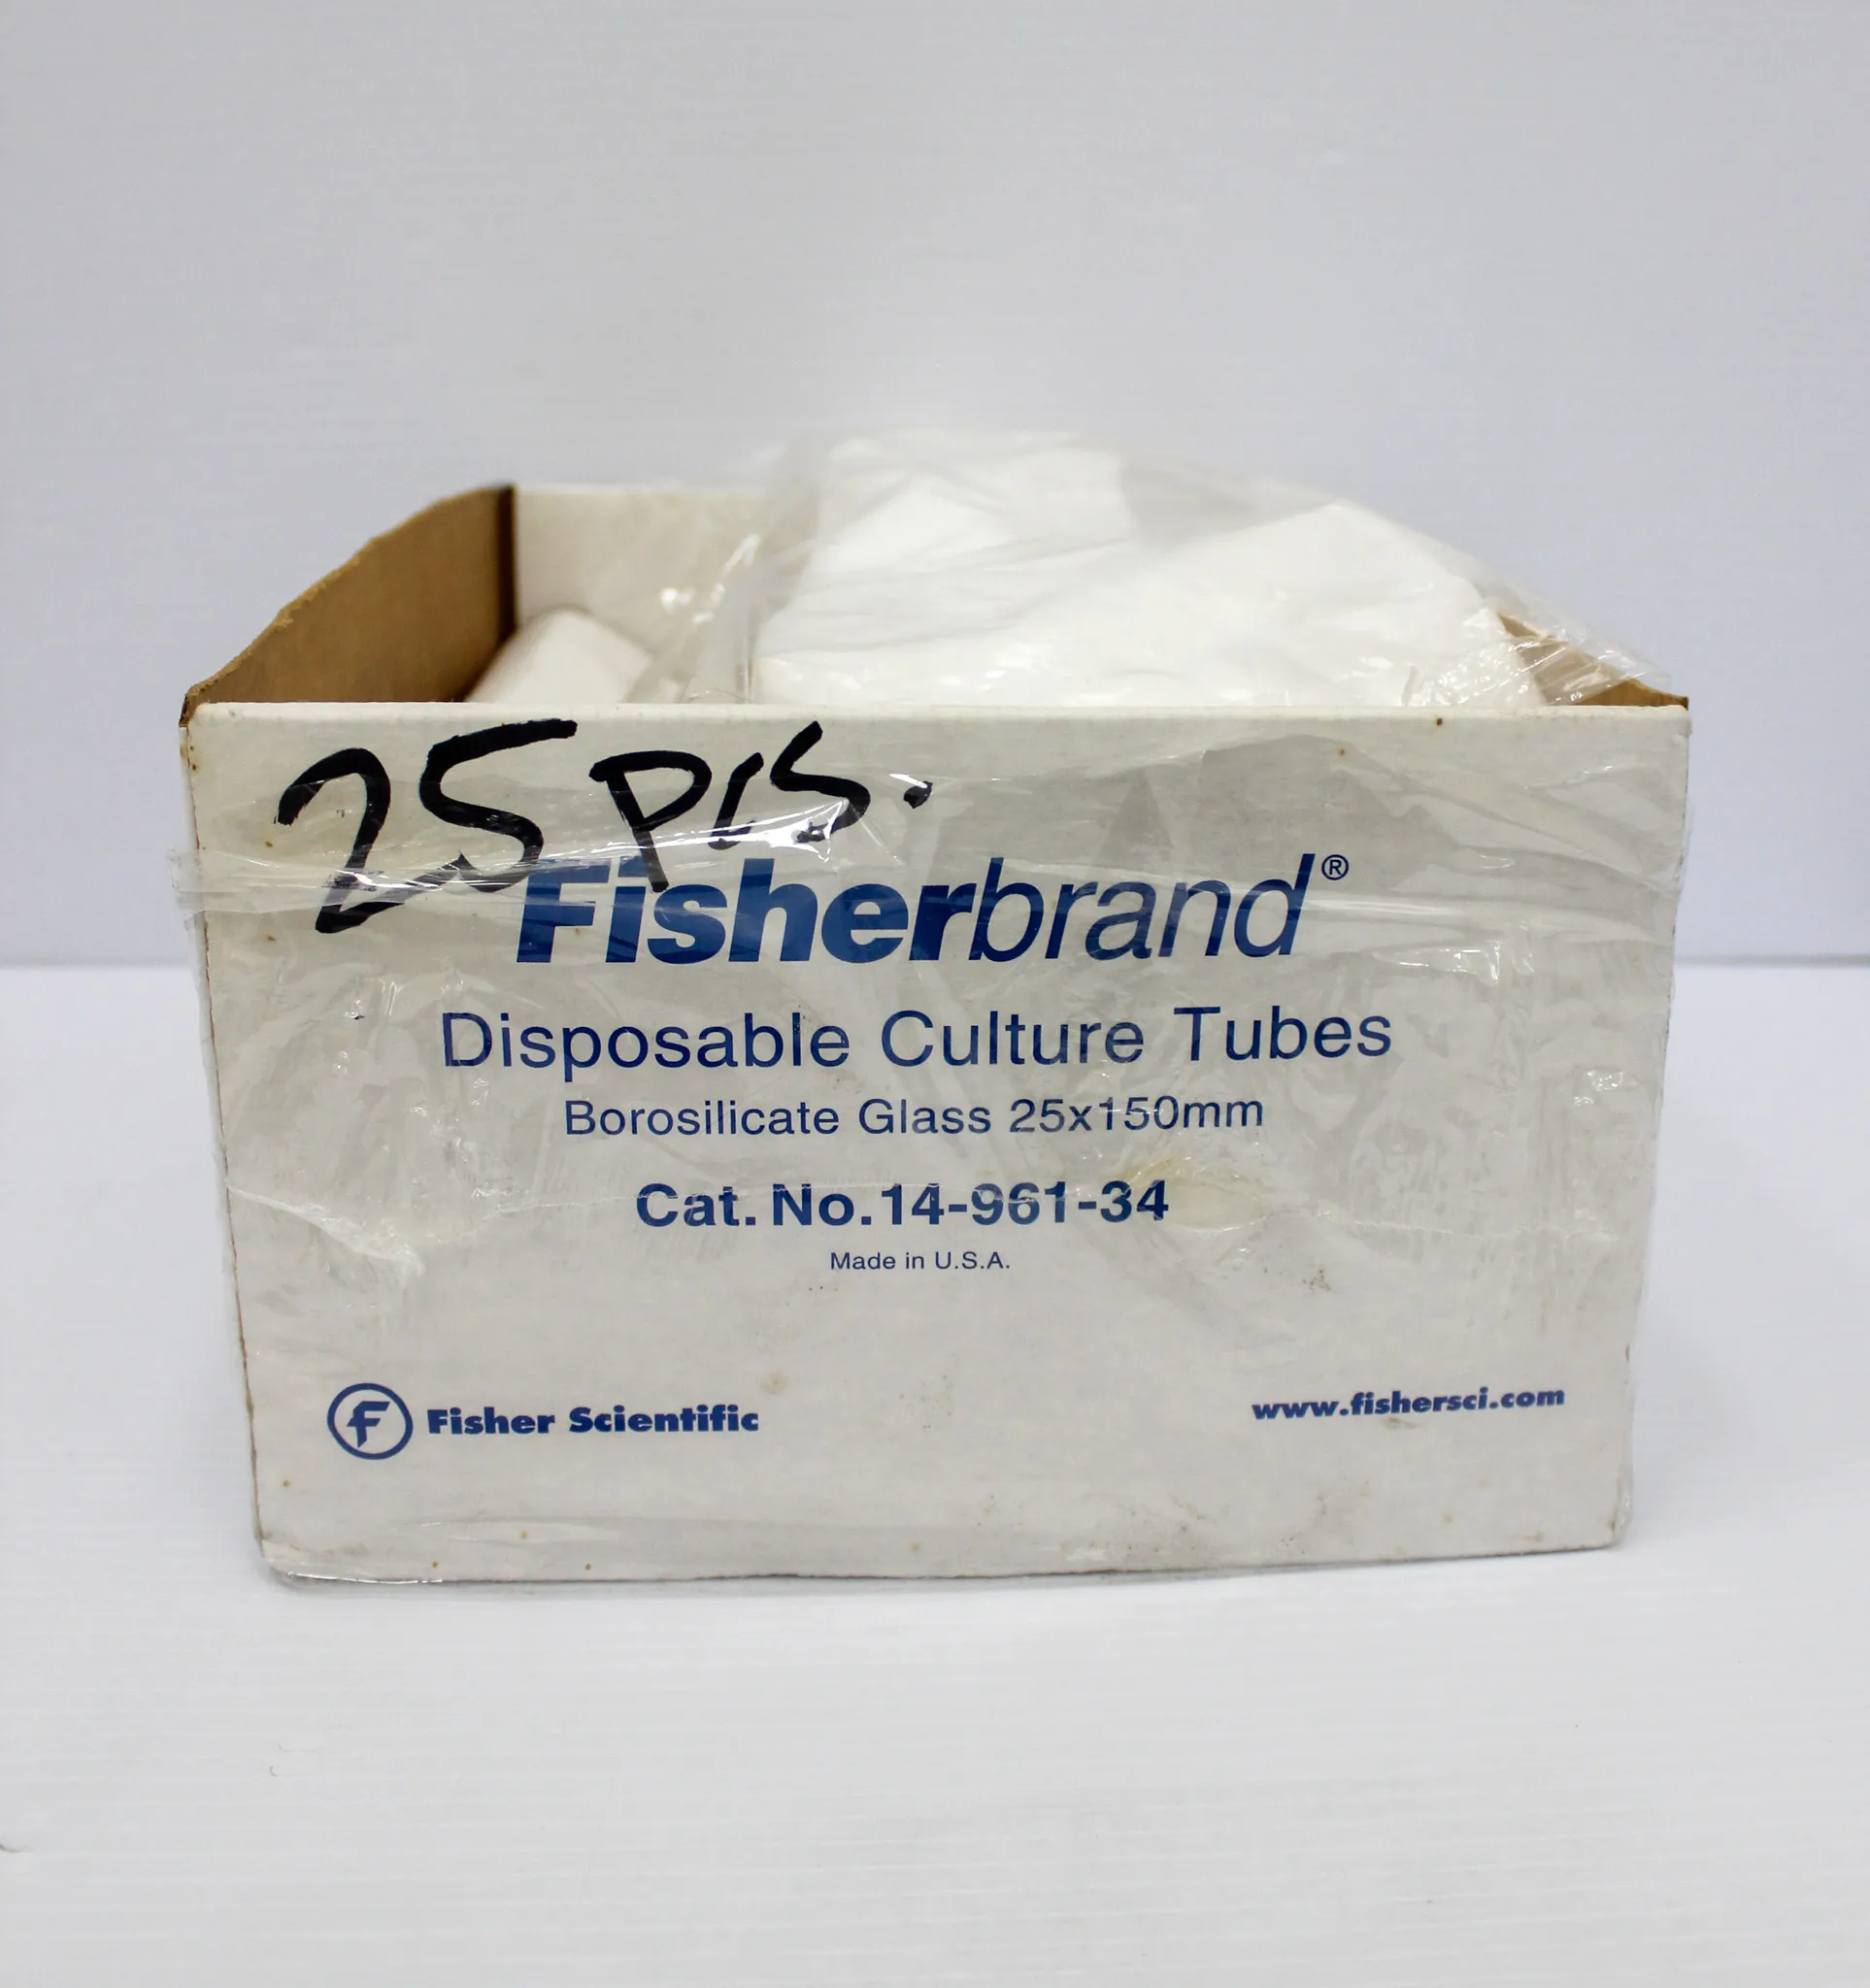 25 pcs.
Fisherbrand®
Disposable Culture Tubes
Borosilicate Glass 25x150mm
Cat. No. 14-961-34
Made in U.S.A.
F Fisher Scientific
www.fishersci.com